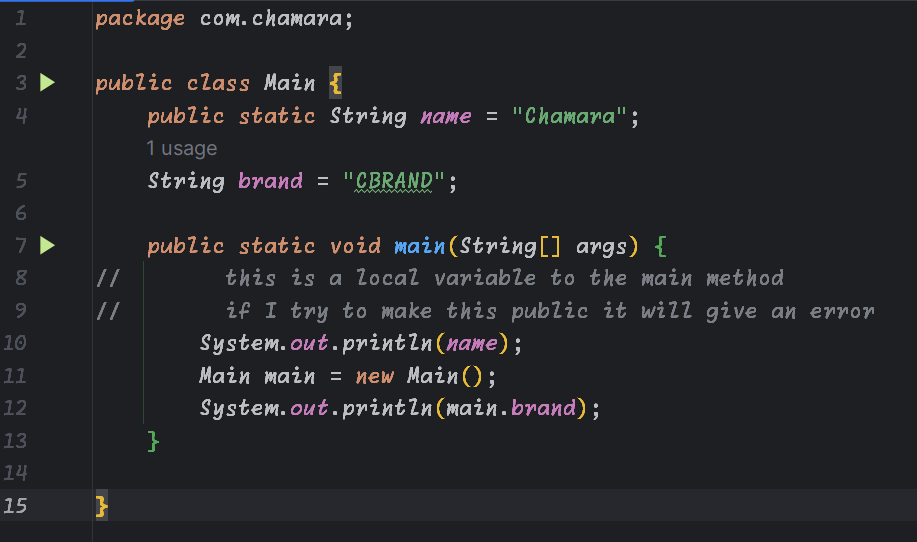 1 package com.chamara;
2
3 public class Main {
4     public static String name = "Chamara";
      1 usage
5     String brand = "CBRAND";
6
7     public static void main(String[] args) {
8 //        this is a local variable to the main method
9 //        if I try to make this public it will give an error
10         System.out.println(name);
11         Main main = new Main();
12         System.out.println(main.brand);
13     }
14
15 }